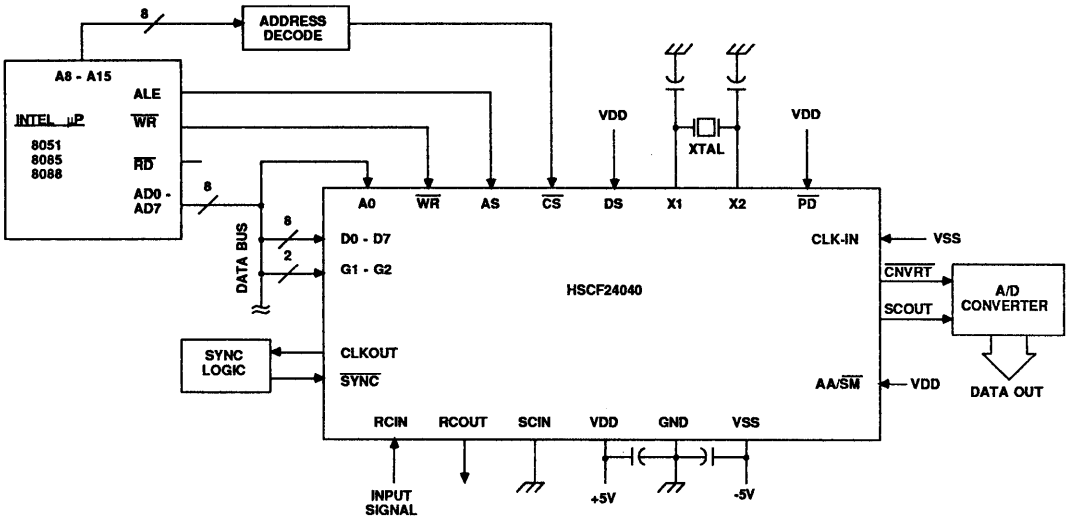 8
ADDRESS
DECODE
A8 - A15
ALE
INTEL μP
WR
8051
8085
8088
RD
AD0 -
AD7
8
VDD
XTAL
VDD
A0
WR
AS
CS
DS
X1
X2
PD
DATA BUS
8
D0 - D7
2
G1 - G2
CLK-IN
VSS
CNVRT
SCOUT
A/D
CONVERTER
HSCF24040
SYNC
LOGIC
CLKOUT
SYNC
AA/SM
VDD
DATA OUT
RCIN
RCOUT
SCIN
VDD
GND
VSS
INPUT
SIGNAL
+5V
-5V